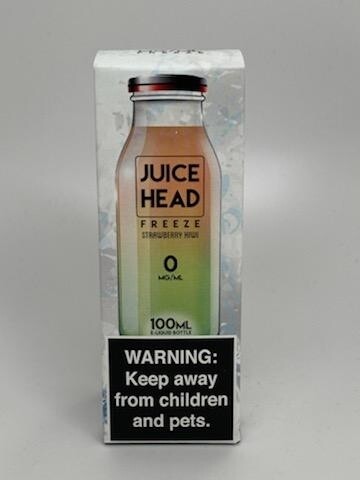 JUICE
HEAD
FREEZE
STRAWBERRY KIWI
0
MG/ML
100ML
E-LIQUID BOTTLE
WARNING:
Keep away
from children
and pets.